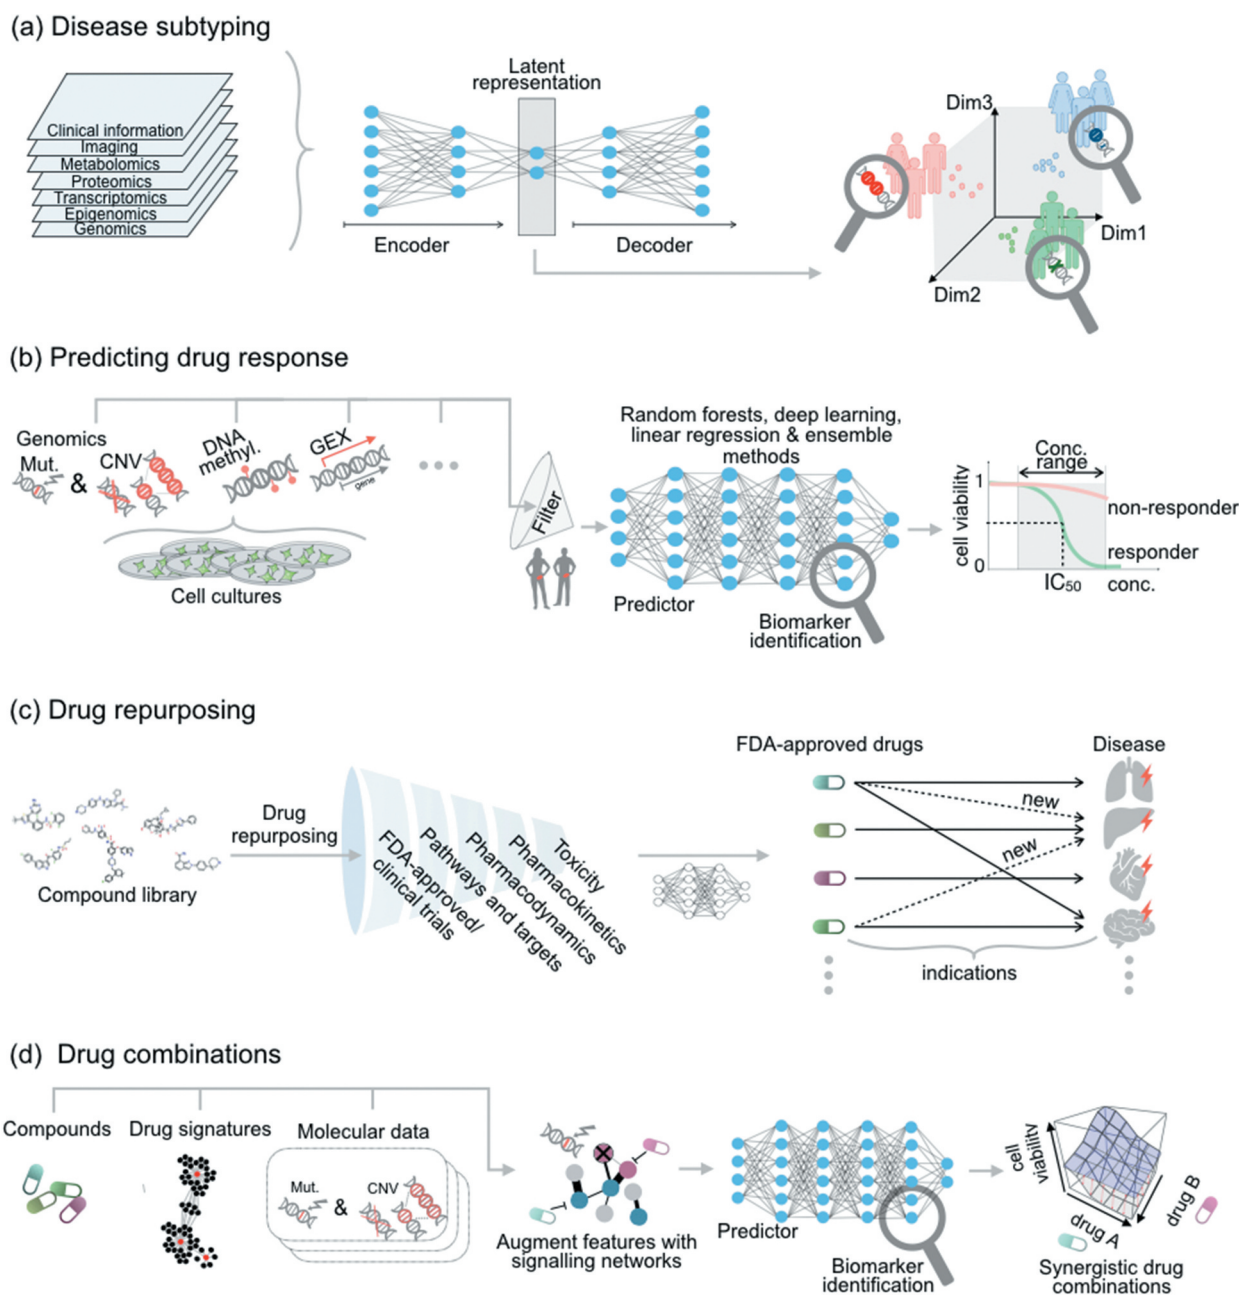 (a) Disease subtyping
Clinical information
Imaging
Metabolomics
Proteomics
Transcriptomics
Epigenomics
Genomics
Latent
representation
Encoder
Decoder
Dim3
Dim1
Dim2
(b) Predicting drug response
Genomics
Mut.
&
CNV
DNA
methyl.
GEX
gene
Cell cultures
Filter
Random forests, deep learning,
linear regression & ensemble
methods
Predictor
Biomarker
identification
Conc.
range
cell viability
1
0
non-responder
responder
IC50
conc.
(c) Drug repurposing
Compound library
Drug
repurposing
FDA-approved/
clinical trials
Pathways and targets
Pharmacodynamics
Pharmacokinetics
Toxicity
FDA-approved drugs
Disease
new
new
indications
(d) Drug combinations
Compounds
Drug signatures
Molecular data
Mut.
&
CNV
Augment features with
signalling networks
Predictor
Biomarker
identification
cell
viability
drug A
drug B
Synergistic drug
combinations